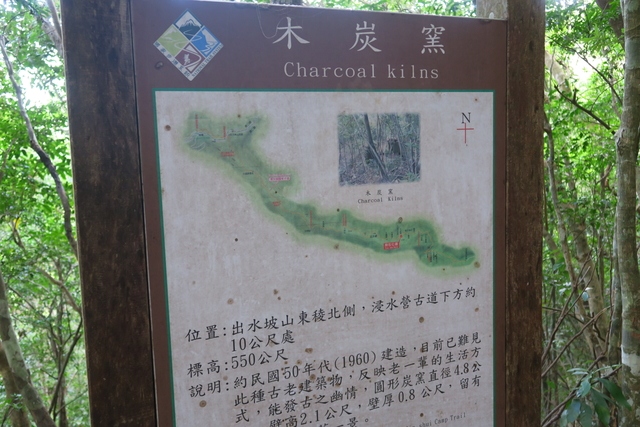 木炭窯
Charcoal kilns
N
木炭窯
Charcoal Kilns
位置:出水坡山東稜北側,浸水營古道下方約
10公尺處
標高:550公尺
說明:約民國50年代(1960)建造,目前已難見
此種古老建築物,反映老一輩的生活方
式,能發古之幽情,圓形炭窯直徑4.8公
壁高2.1公尺,壁厚0.8公尺,留有
景。
Camp Trail